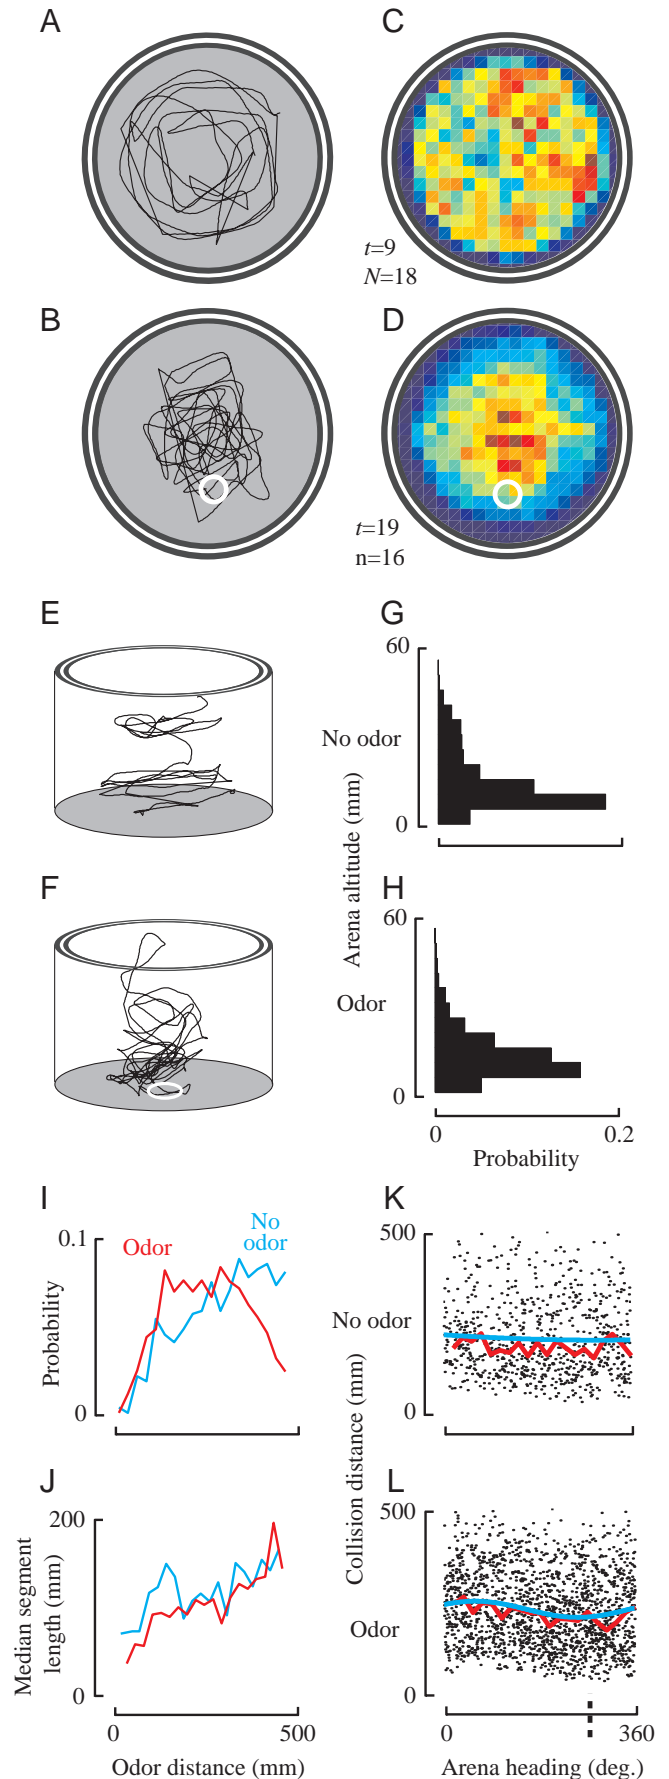 A
C
t=9
N=18
B
D
t=19
n=16
E
G
60
No odor
0
Arena altitude (mm)
F
H
60
Odor
0
0
0.2
Probability
I
K
0.1
Odor
No
odor
Probability
0
500
No odor
0
Collision distance (mm)
J
L
200
Median segment
length (mm)
0
0
500
Odor distance (mm)
500
Odor
0
0
360
Arena heading (deg.)